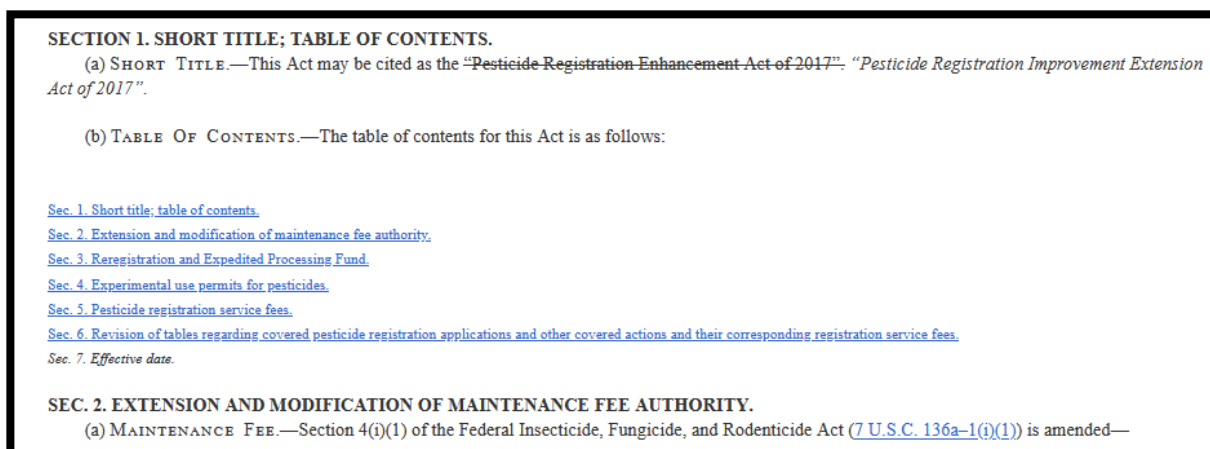 SECTION 1. SHORT TITLE; TABLE OF CONTENTS.
(a) SHORT TITLE.—This Act may be cited as the “Pesticide Registration Enhancement Act of 2017”. “Pesticide Registration Improvement Extension
Act of 2017”.
(b) TABLE OF CONTENTS.—The table of contents for this Act is as follows:
Sec. 1. Short title; table of contents.
Sec. 2. Extension and modification of maintenance fee authority.
Sec. 3. Reregistration and Expedited Processing Fund.
Sec. 4. Experimental use permits for pesticides.
Sec. 5. Pesticide registration service fees.
Sec. 6. Revision of tables regarding covered pesticide registration applications and other covered actions and their corresponding registration service fees.
Sec. 7. Effective date.
SEC. 2. EXTENSION AND MODIFICATION OF MAINTENANCE FEE AUTHORITY.
(a) MAINTENANCE FEE.—Section 4(i)(1) of the Federal Insecticide, Fungicide, and Rodenticide Act (7 U.S.C. 136a–1(i)(1)) is amended—